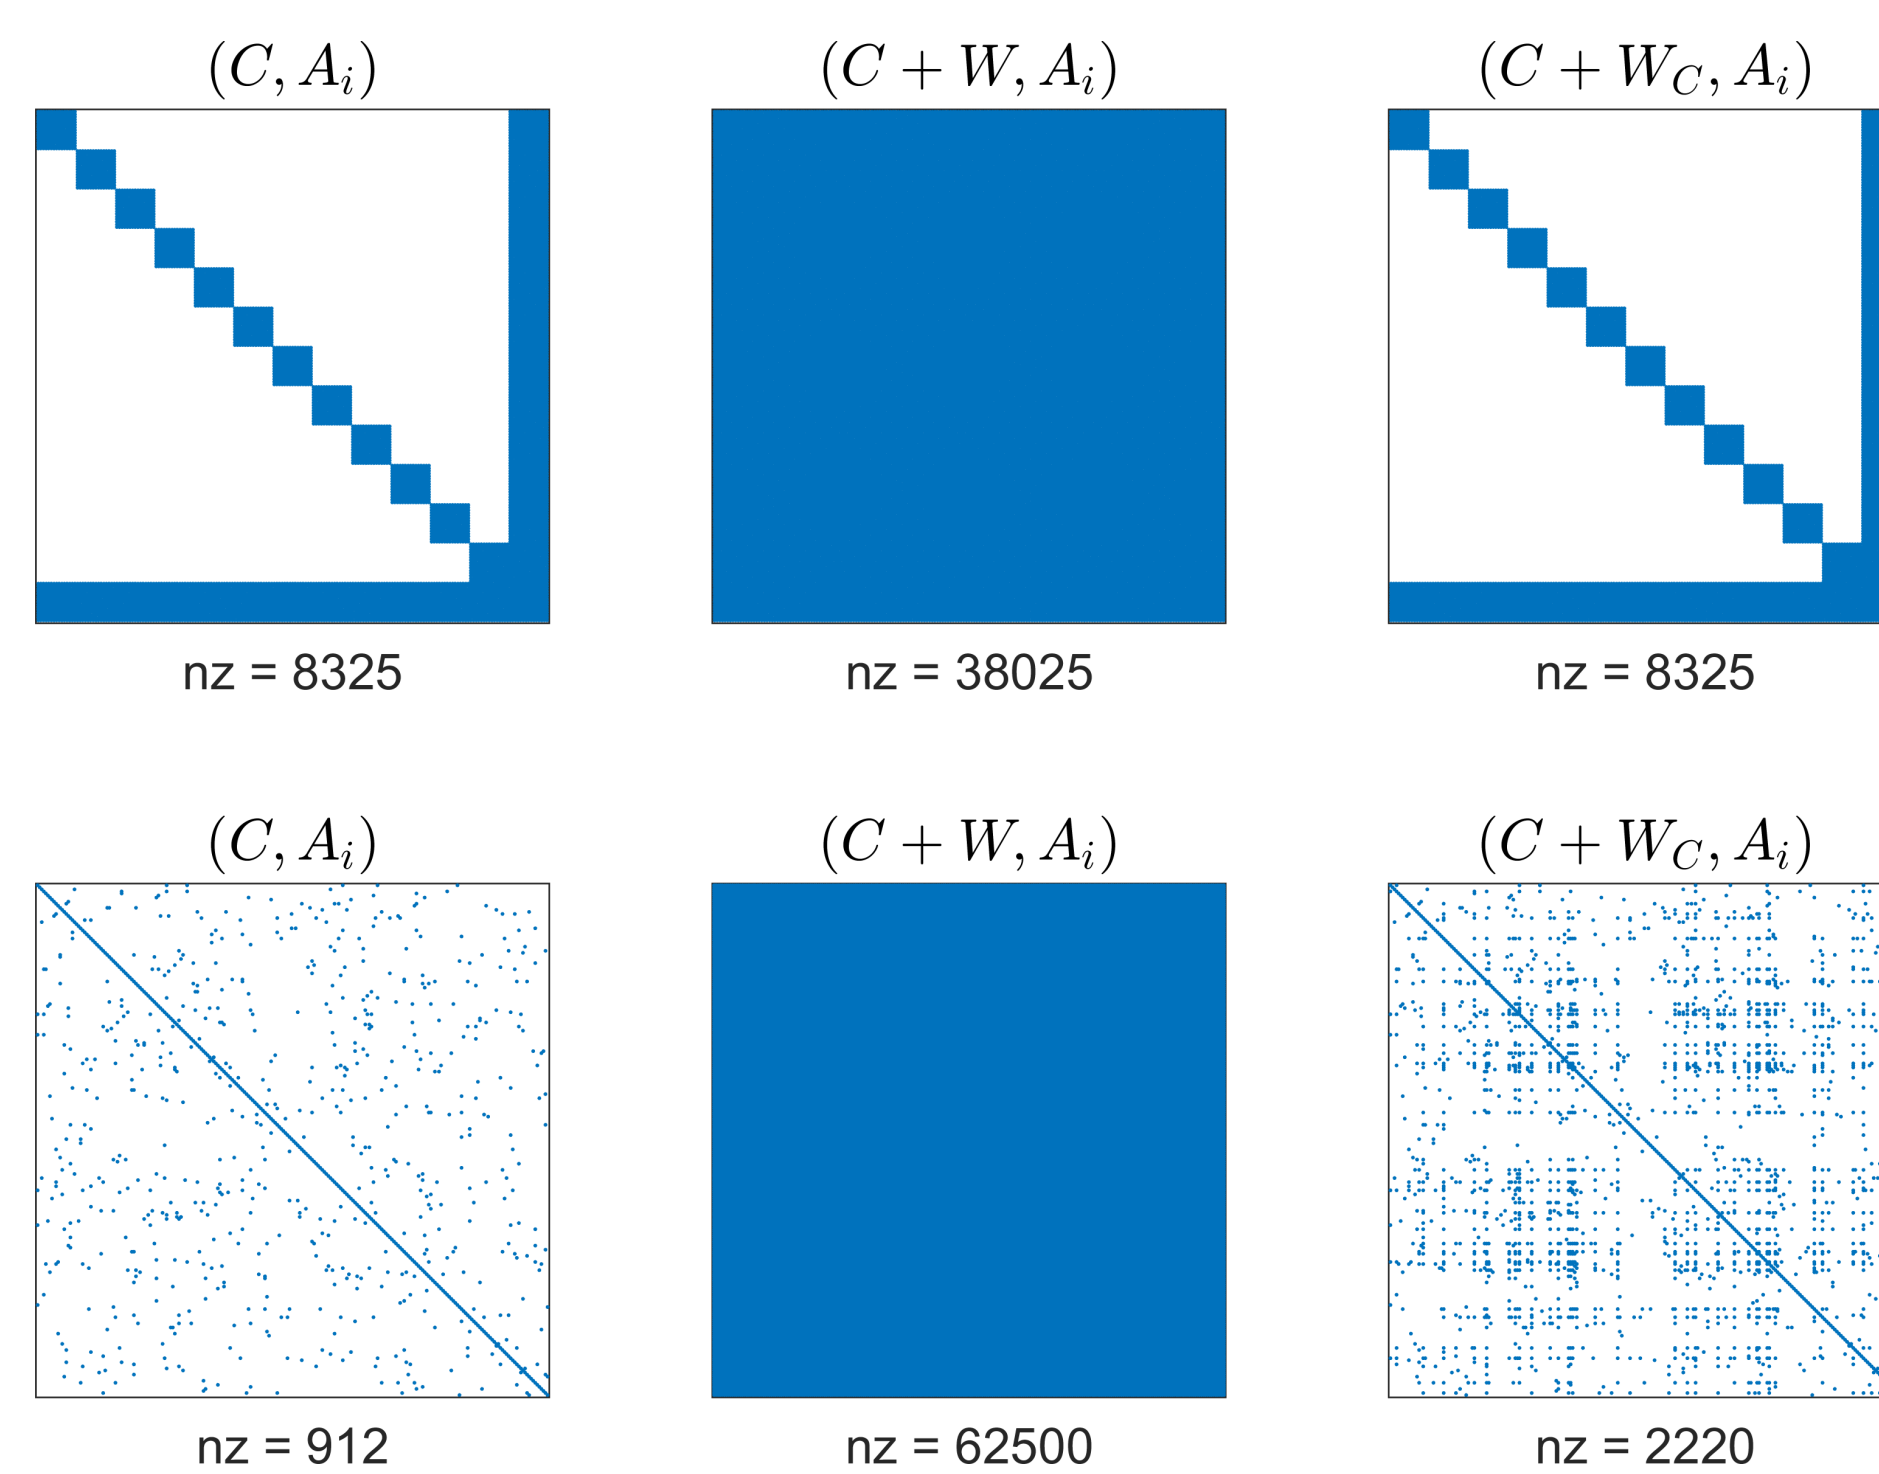 (C, A_i)
(C + W, A_i)
(C + W_C, A_i)
nz = 8325
nz = 38025
nz = 8325
(C, A_i)
(C + W, A_i)
(C + W_C, A_i)
nz = 912
nz = 62500
nz = 2220